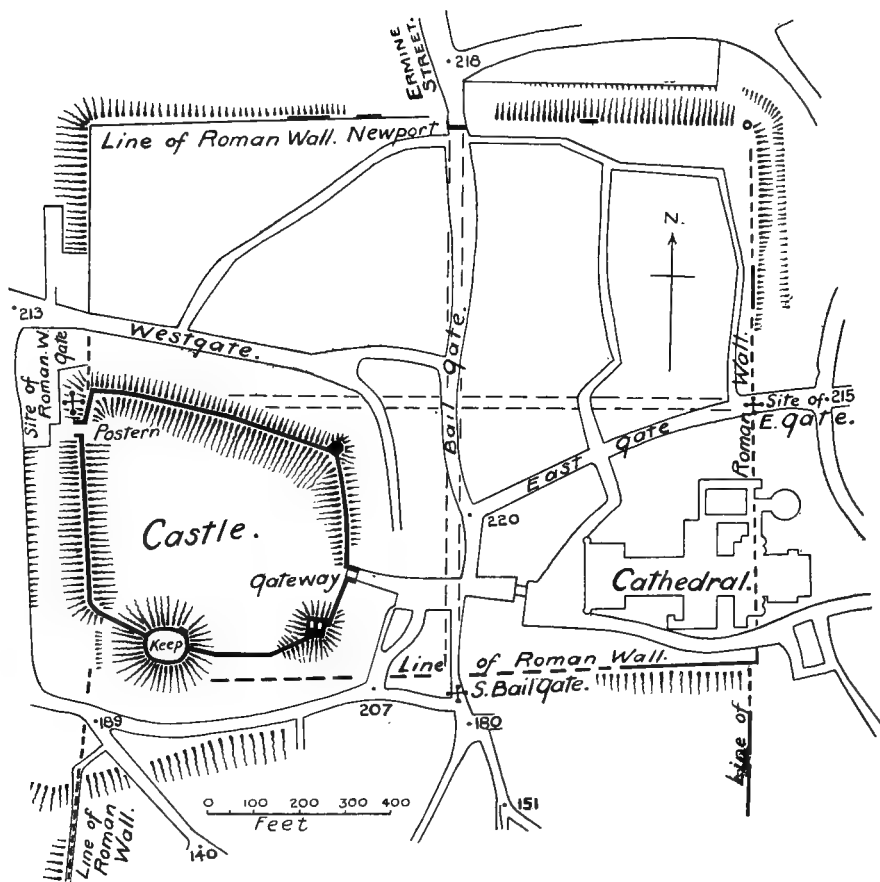 ERMINE
STREET.
218
Line of Roman Wall. Newport
N.
213
Westgate.
Bail gate.
Roman Wall.
Site of
Roman. W.
Gate
Site of 215
E. gate.
East gate
Postern
220
Castle.
Gateway
Cathedral.
Keep
Line of Roman Wall.
S. Bailgate.
207
189
180
Line of
151
Line of
Roman
Wall.
0 100 200 300 400
Feet
140